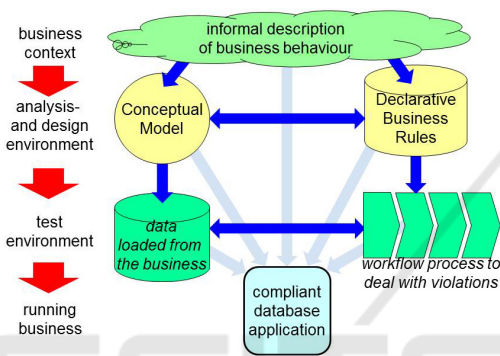 business
context
informal description
of business behaviour
analysis-
and design
environment
Conceptual
Model
Declarative
Business
Rules
test
environment
data
loaded from
the business
workflow process to
deal with violations
running
business
compliant
database
application